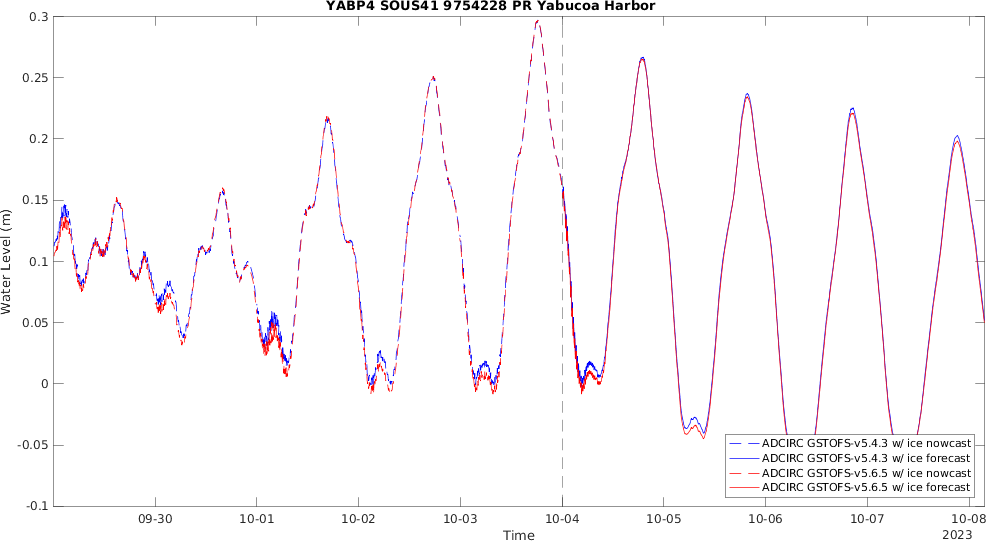 YABP4 SOUS41 9754228 PR Yabucoa Harbor
0.3
0.25
0.2
0.15
0.1
0.05
0
-0.05
-0.1
Water Level (m)
09-30 10-01 10-02 10-03 10-04 10-05 10-06 10-07 10-08
Time
2023
ADCIRC GSTOFS-v5.4.3 w/ ice nowcast
ADCIRC GSTOFS-v5.4.3 w/ ice forecast
ADCIRC GSTOFS-v5.6.5 w/ ice nowcast
ADCIRC GSTOFS-v5.6.5 w/ ice forecast